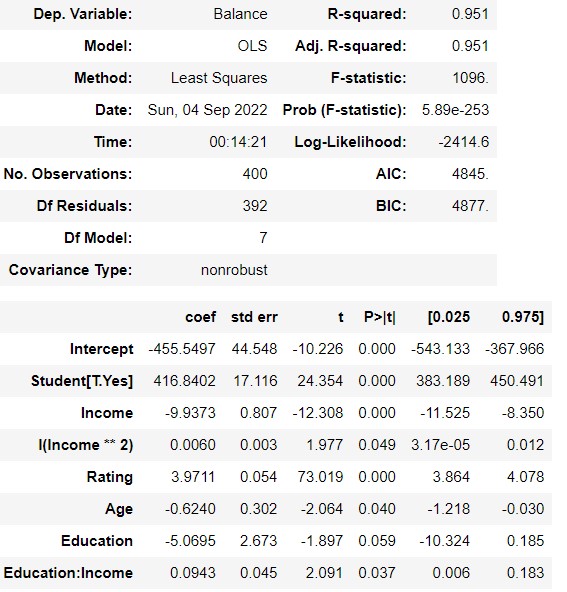 Dep. Variable: Balance R-squared: 0.951
Model: OLS Adj. R-squared: 0.951
Method: Least Squares F-statistic: 1096.
Date: Sun, 04 Sep 2022 Prob (F-statistic): 5.89e-253
Time: 00:14:21 Log-Likelihood: -2414.6
No. Observations: 400 AIC: 4845.
Df Residuals: 392 BIC: 4877.
Df Model: 7
Covariance Type: nonrobust
coef std err t P>|t| [0.025 0.975]
Intercept -455.5497 44.548 -10.226 0.000 -543.133 -367.966
Student[T.Yes] 416.8402 17.116 24.354 0.000 383.189 450.491
Income -9.9373 0.807 -12.308 0.000 -11.525 -8.350
I(Income ** 2) 0.0060 0.003 1.977 0.049 3.17e-05 0.012
Rating 3.9711 0.054 73.019 0.000 3.864 4.078
Age -0.6240 0.302 -2.064 0.040 -1.218 -0.030
Education -5.0695 2.673 -1.897 0.059 -10.324 0.185
Education:Income 0.0943 0.045 2.091 0.037 0.006 0.183